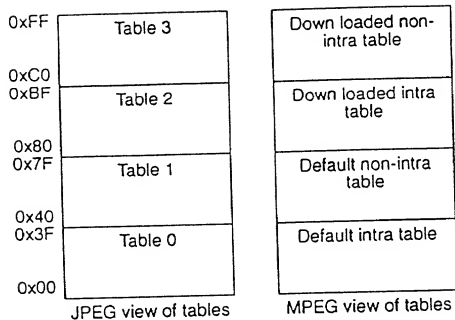 0xFF
Table 3
0xC0
0xBF
Table 2
0x80
0x7F
Table 1
0x40
0x3F
Table 0
0x00
JPEG view of tables
Down loaded non-
intra table
Down loaded intra
table
Default non-intra
table
Default intra table
MPEG view of tables